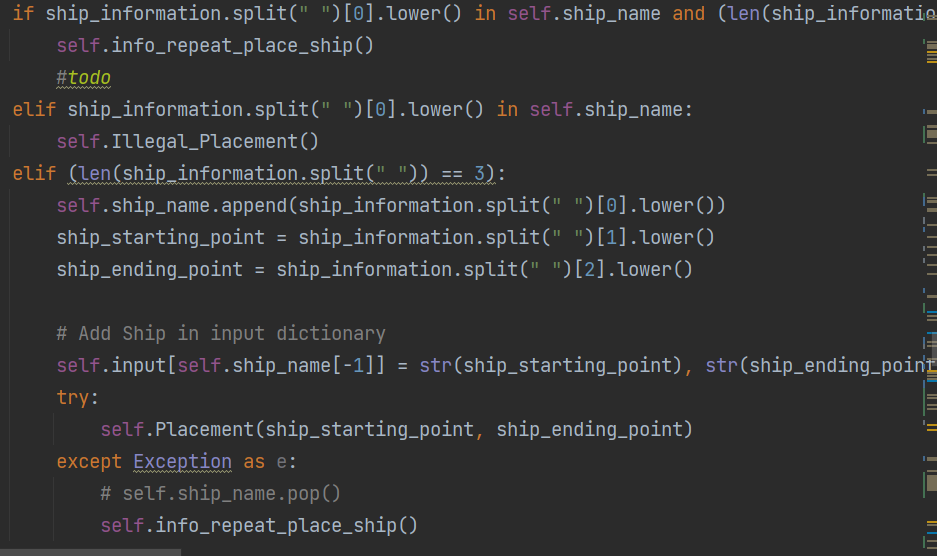 if ship_information.split(" ")[0].lower() in self.ship_name and (len(ship_informatio
self.info_repeat_place_ship()
#todo
elif ship_information.split(" ")[0].lower() in self.ship_name:
self.Illegal_Placement()
elif (len(ship_information.split(" ")) == 3):
self.ship_name.append(ship_information.split(" ")[0].lower())
ship_starting_point = ship_information.split(" ")[1].lower()
ship_ending_point = ship_information.split(" ")[2].lower()
# Add Ship in input dictionary
self.input[self.ship_name[-1]] = str(ship_starting_point), str(ship_ending_point
try:
self.Placement(ship_starting_point, ship_ending_point)
except Exception as e:
# self.ship_name.pop()
self.info_repeat_place_ship()